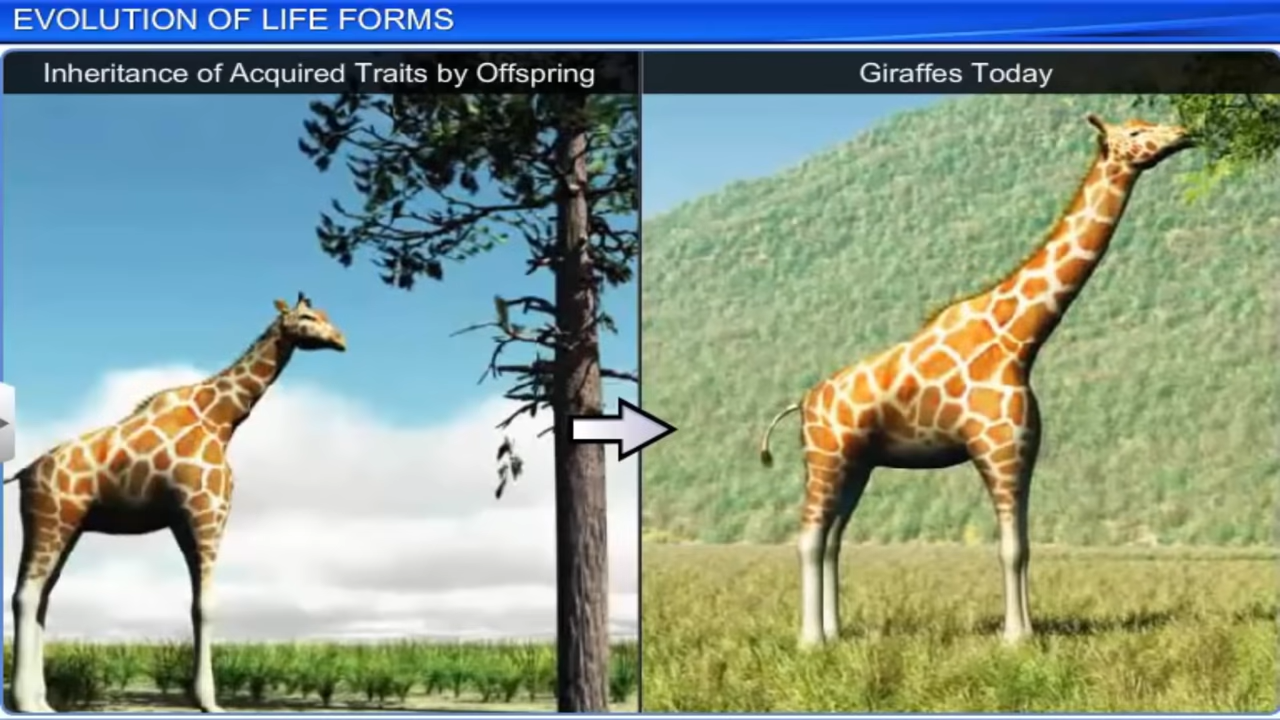 EVOLUTION OF LIFE FORMS
Inheritance of Acquired Traits by Offspring
Giraffes Today